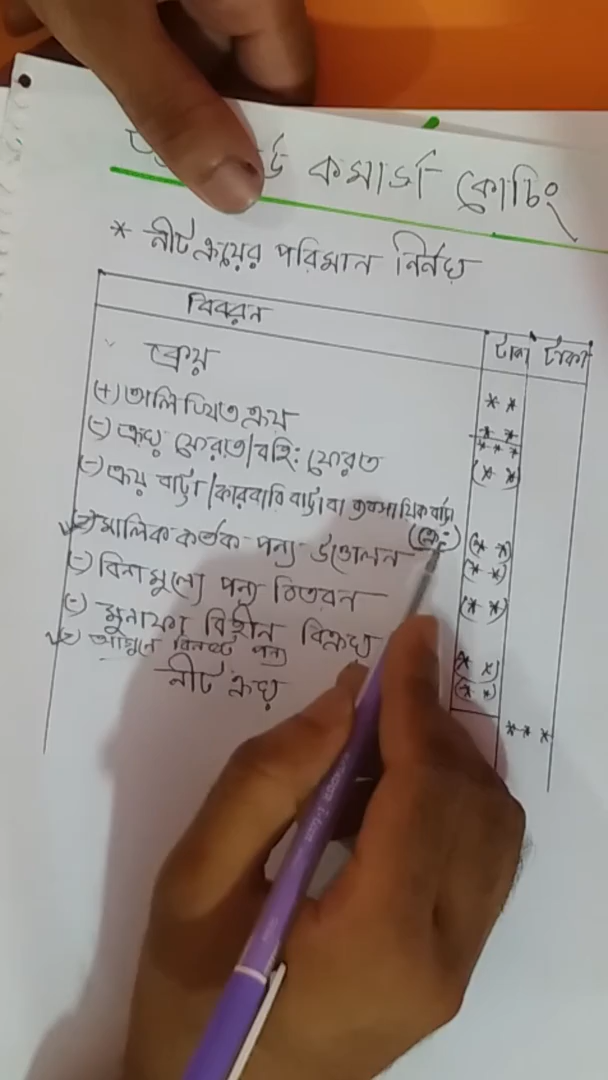 কমার্স কোচিং
* নীট ক্রয়ের পরিমান নির্নয়
বিবরন টাকা টাকা
ক্রয় * *
(+) অলিখিত ক্রয় * *
* * *
(-) ক্রয় ফেরত/বহি: ফেরত (* *)
(-) ক্রয় বাট্টা/কারবারি বাট্টা বা ব্যবসায়িক বাট্টা
(ক্রে:) (* *)
(-) মালিক কর্তৃক পন্য উত্তোলন (* *)
(-) বিনামূল্যে পন্য বিতরন (* *)
(-) মুনাফা বিহীন বিক্রয় (* *)
(-) আগুনে বিনষ্ট পন্য (* *)
নীট ক্রয় * * *